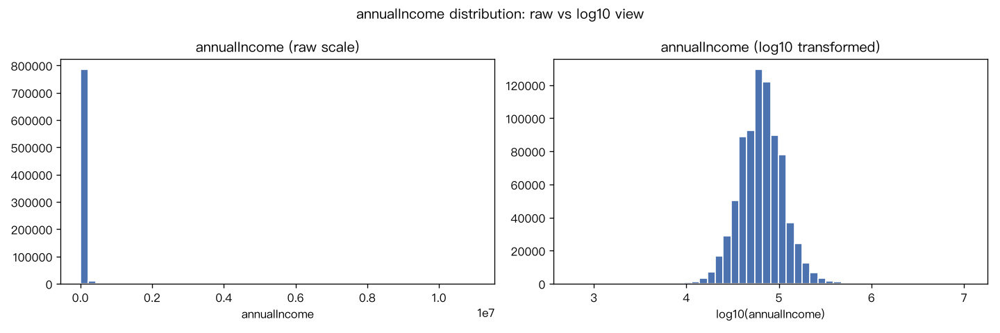 annualIncome distribution: raw vs log10 view
annualIncome (raw scale)
800000
700000
600000
500000
400000
300000
200000
100000
0
0.0 0.2 0.4 0.6 0.8 1.0
1e7
annualIncome
annualIncome (log10 transformed)
120000
100000
80000
60000
40000
20000
0
3 4 5 6 7
log10(annualIncome)